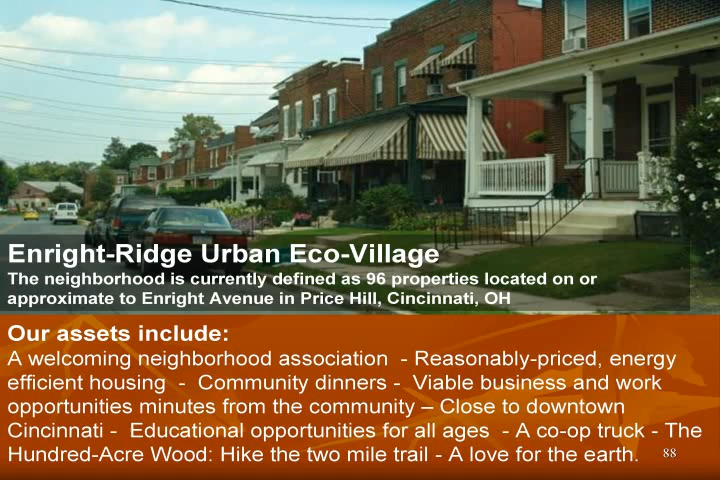 Enright-Ridge Urban Eco-Village
The neighborhood is currently defined as 96 properties located on or
approximate to Enright Avenue in Price Hill, Cincinnati, OH
Our assets include:
A welcoming neighborhood association  - Reasonably-priced, energy
efficient housing  -  Community dinners -  Viable business and work
opportunities minutes from the community – Close to downtown
Cincinnati -  Educational opportunities for all ages  - A co-op truck - The
Hundred-Acre Wood: Hike the two mile trail - A love for the earth.
88